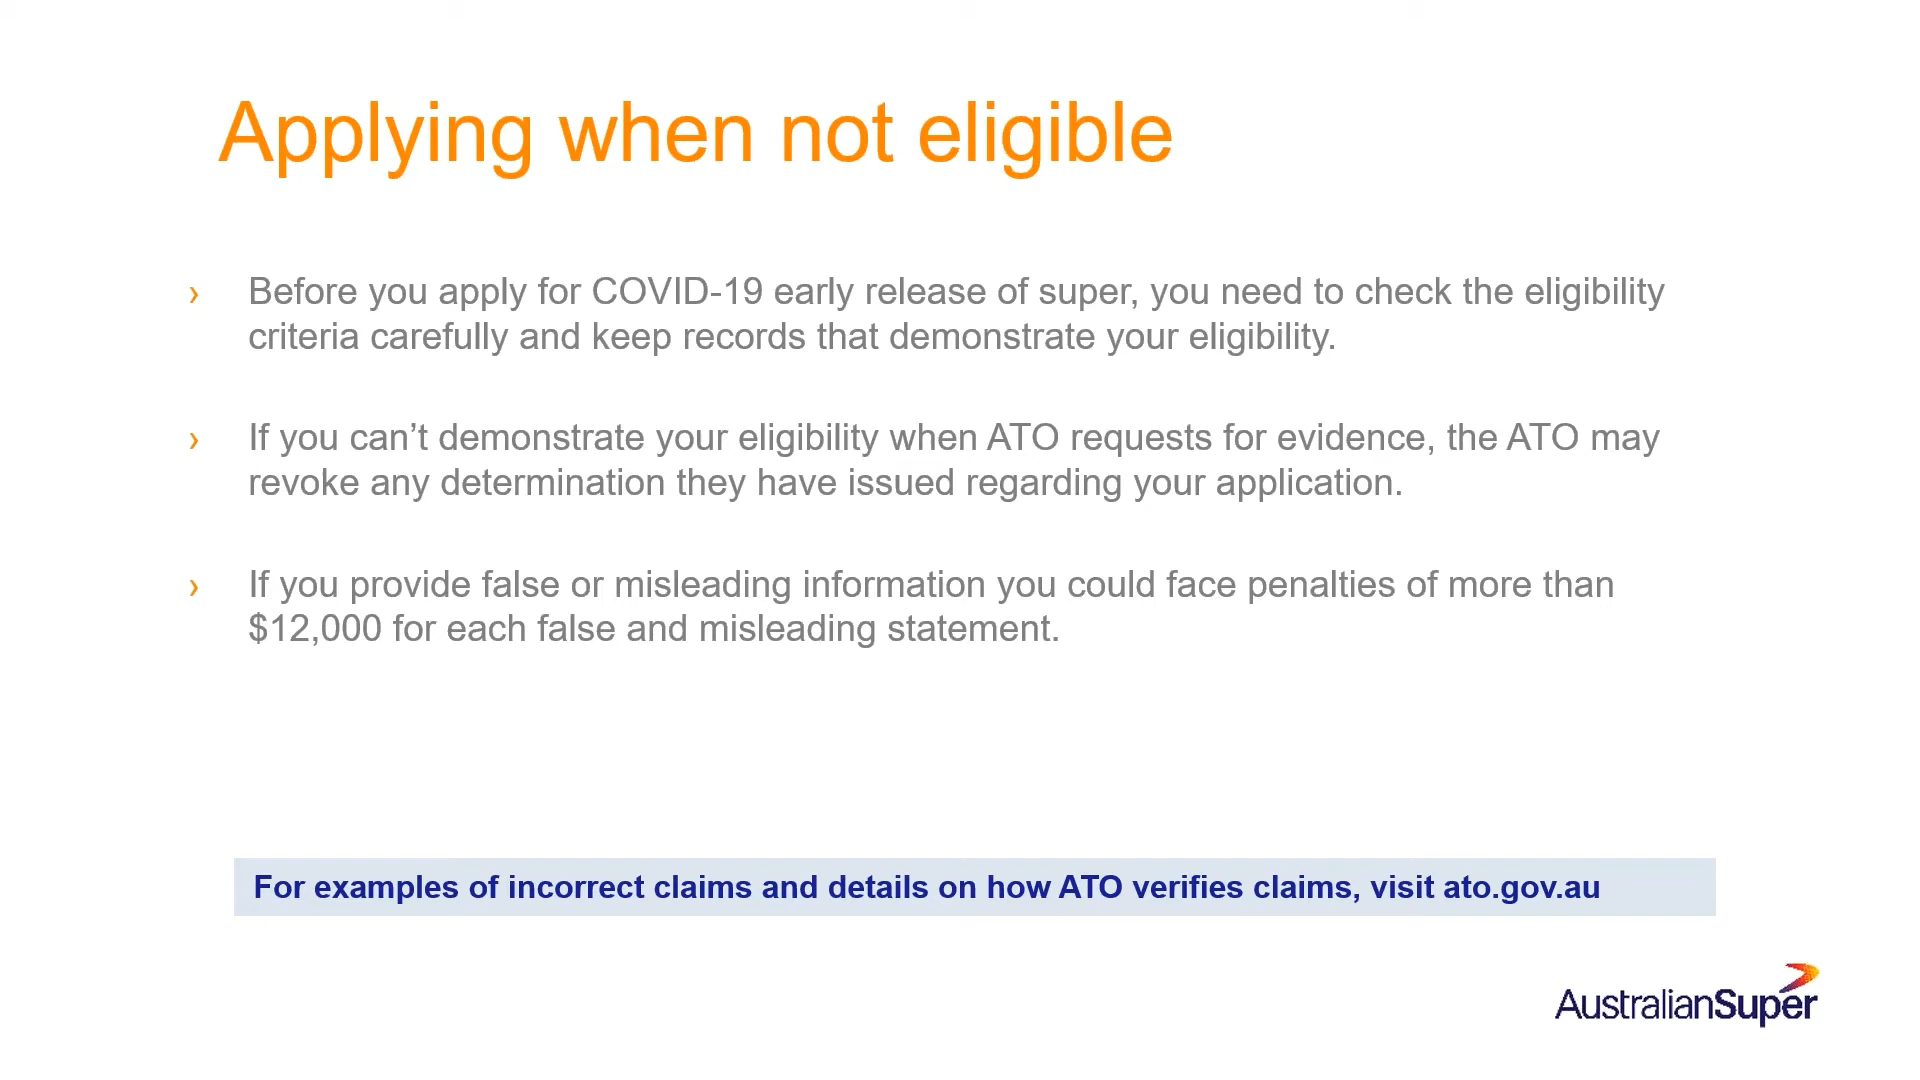 Applying when not eligible
› Before you apply for COVID-19 early release of super, you need to check the eligibility
criteria carefully and keep records that demonstrate your eligibility.
› If you can’t demonstrate your eligibility when ATO requests for evidence, the ATO may
revoke any determination they have issued regarding your application.
› If you provide false or misleading information you could face penalties of more than
$12,000 for each false and misleading statement.
For examples of incorrect claims and details on how ATO verifies claims, visit ato.gov.au
AustralianSuper